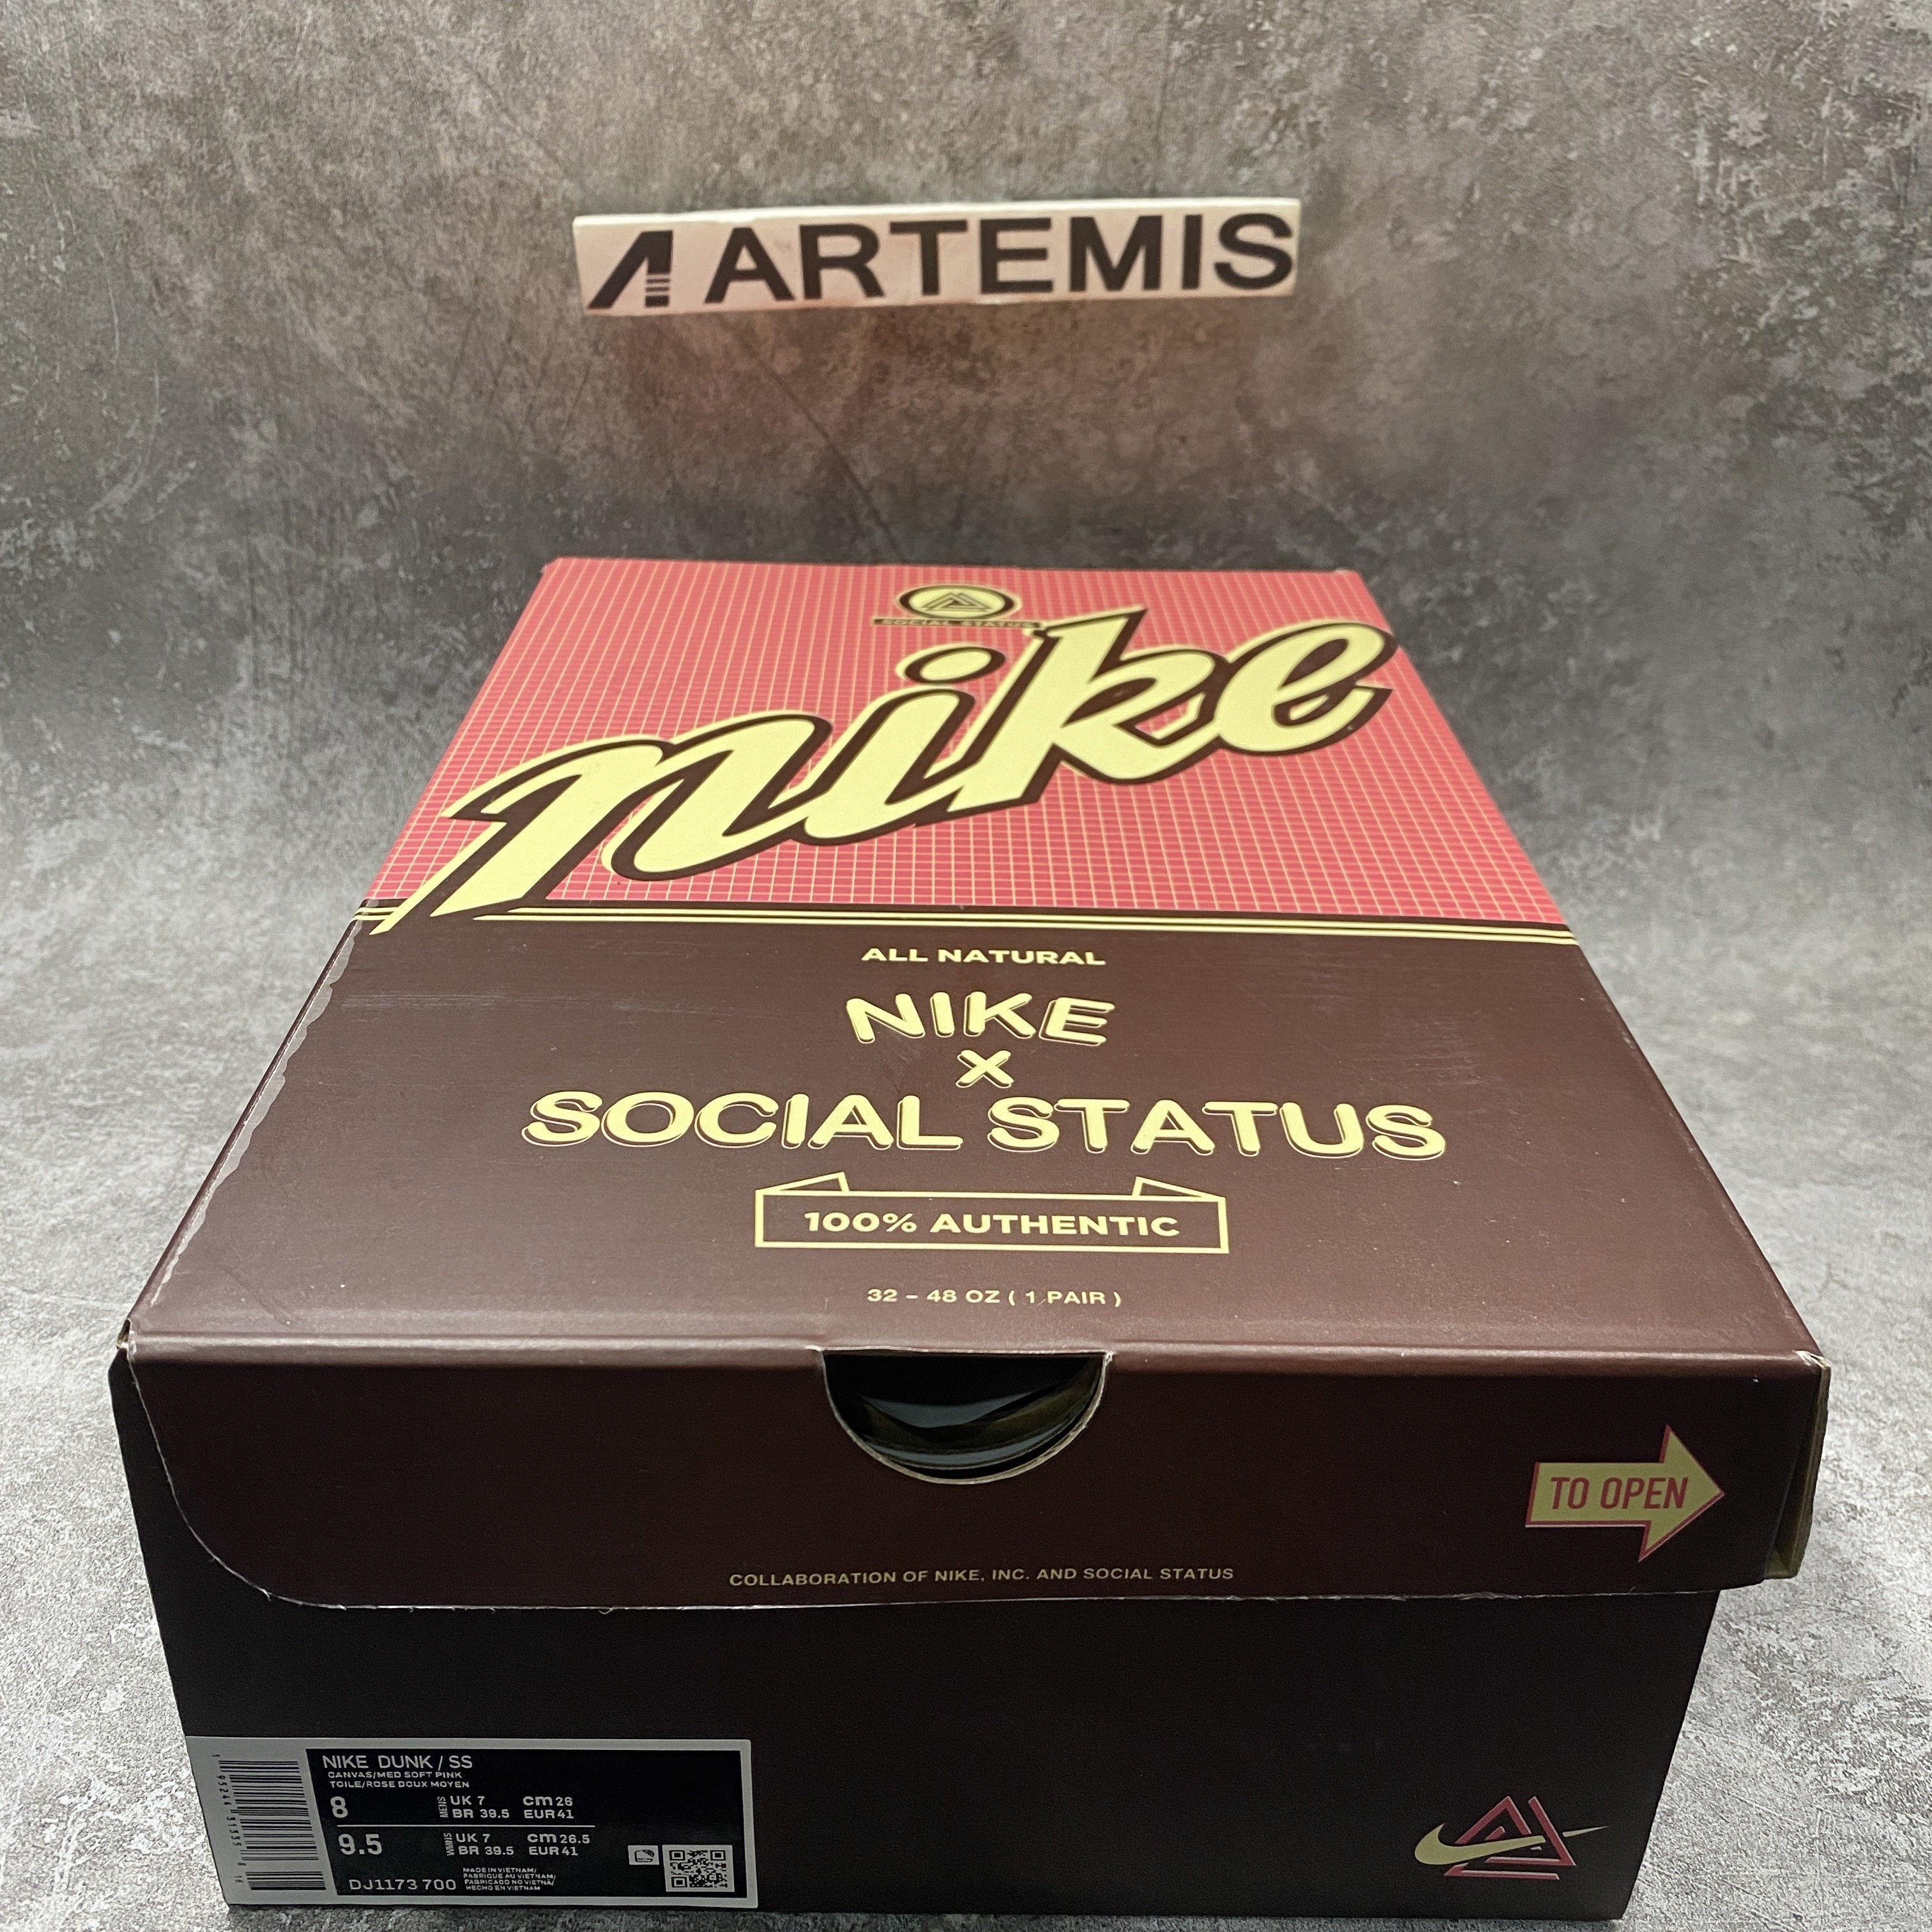 ARTEMIS
SOCIAL STATUS
nike
ALL NATURAL
NIKE
X
SOCIAL STATUS
100% AUTHENTIC
32 – 48 OZ ( 1 PAIR )
TO OPEN
COLLABORATION OF NIKE, INC. AND SOCIAL STATUS
NIKE DUNK / SS
CANVAS/MED SOFT PINK
TOILE/ROSE DOUX MOYEN
8 MENS UK 7 cm 26
BR 39.5 EUR 41
9.5 WMNS UK 7 cm 26.5
BR 39.5 EUR 41
DJ1173 700
MADE IN VIETNAM/
FABRIQUE AU VIETNAM/
FABRICADO NO VIETNÃ/
HECHO EN VIETNAM